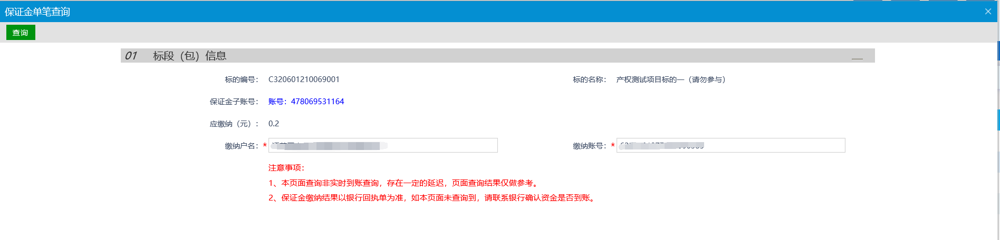 保证金单笔查询
查询
01 标段（包）信息
标的编号： C320601210069001 标的名称： 产权测试项目标的一（请勿参与）
保证金子账号： 账号：478069531164
应缴纳（元）： 0.2
缴纳户名：* 缴纳账号：*
注意事项：
1、本页面查询非实时到账查询，存在一定的延迟，页面查询结果仅做参考。
2、保证金缴纳结果以银行回执单为准，如本页面未查询到，请联系银行确认资金是否到账。